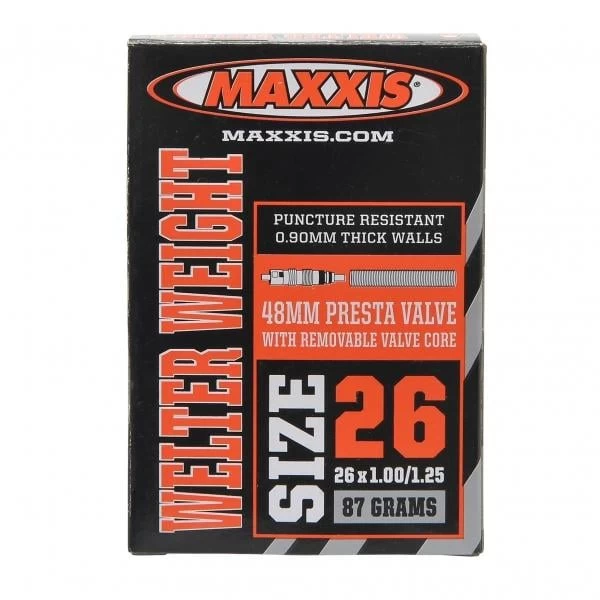 MAXXIS®
MAXXIS.COM
WELTER WEIGHT
PUNCTURE RESISTANT
0.90MM THICK WALLS
48MM PRESTA VALVE
WITH REMOVABLE VALVE CORE
SIZE
26
26 x 1.00/1.25
87 GRAMS